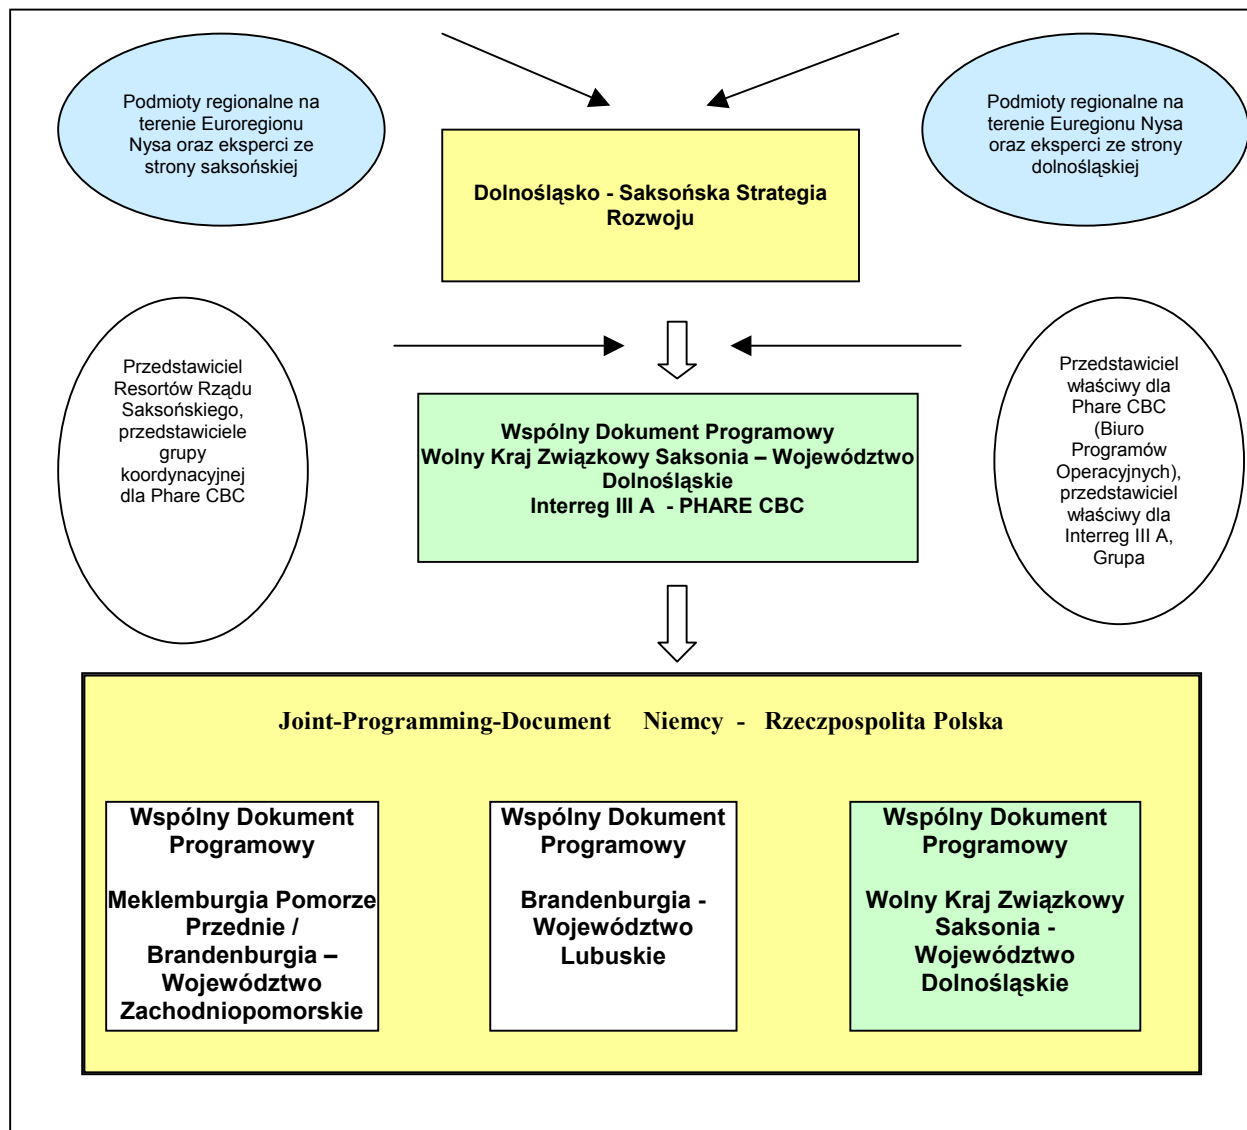 Podmioty regionalne na
terenie Euroregionu
Nysa oraz eksperci ze
strony saksońskiej
Podmioty regionalne na
terenie Euregionu Nysa
oraz eksperci ze strony
dolnośląskiej
Dolnośląsko - Saksońska Strategia
Rozwoju
Przedstawiciel
Resortów Rządu
Saksońskiego,
przedstawiciele
grupy
koordynacyjnej
dla Phare CBC
Przedstawiciel
właściwy dla
Phare CBC
(Biuro
Programów
Operacyjnych),
przedstawiciel
właściwy dla
Interreg III A,
Grupa
Wspólny Dokument Programowy
Wolny Kraj Związkowy Saksonia – Województwo
Dolnośląskie
Interreg III A - PHARE CBC
Joint-Programming-Document Niemcy - Rzeczpospolita Polska
Wspólny Dokument
Programowy
Meklemburgia Pomorze
Przednie /
Brandenburgia –
Województwo
Zachodniopomorskie
Wspólny Dokument
Programowy
Brandenburgia -
Województwo
Lubuskie
Wspólny Dokument
Programowy
Wolny Kraj Związkowy
Saksonia -
Województwo
Dolnośląskie